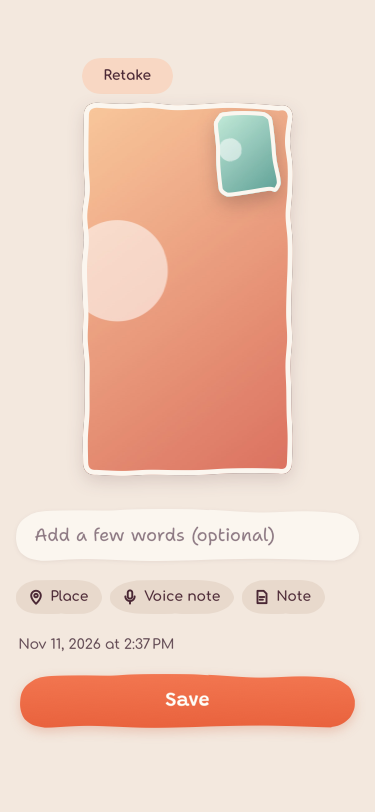 Retake
Add a few words (optional)
Place
Voice note
Note
Nov 11, 2026 at 2:37 PM
Save